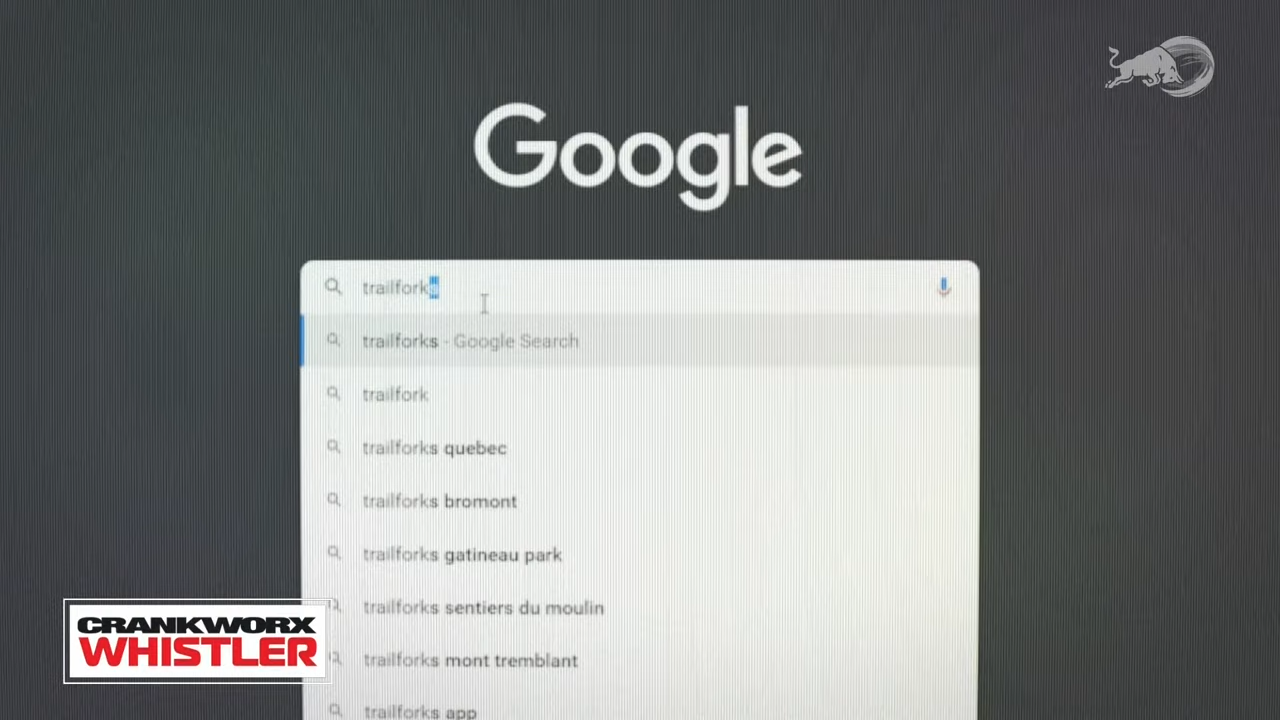 Google
trailforks
trailforks - Google Search
trailfork
trailforks quebec
trailforks bromont
trailforks gatineau park
trailforks sentiers du moulin
trailforks mont tremblant
trailforks app
CRANKWORX
WHISTLER